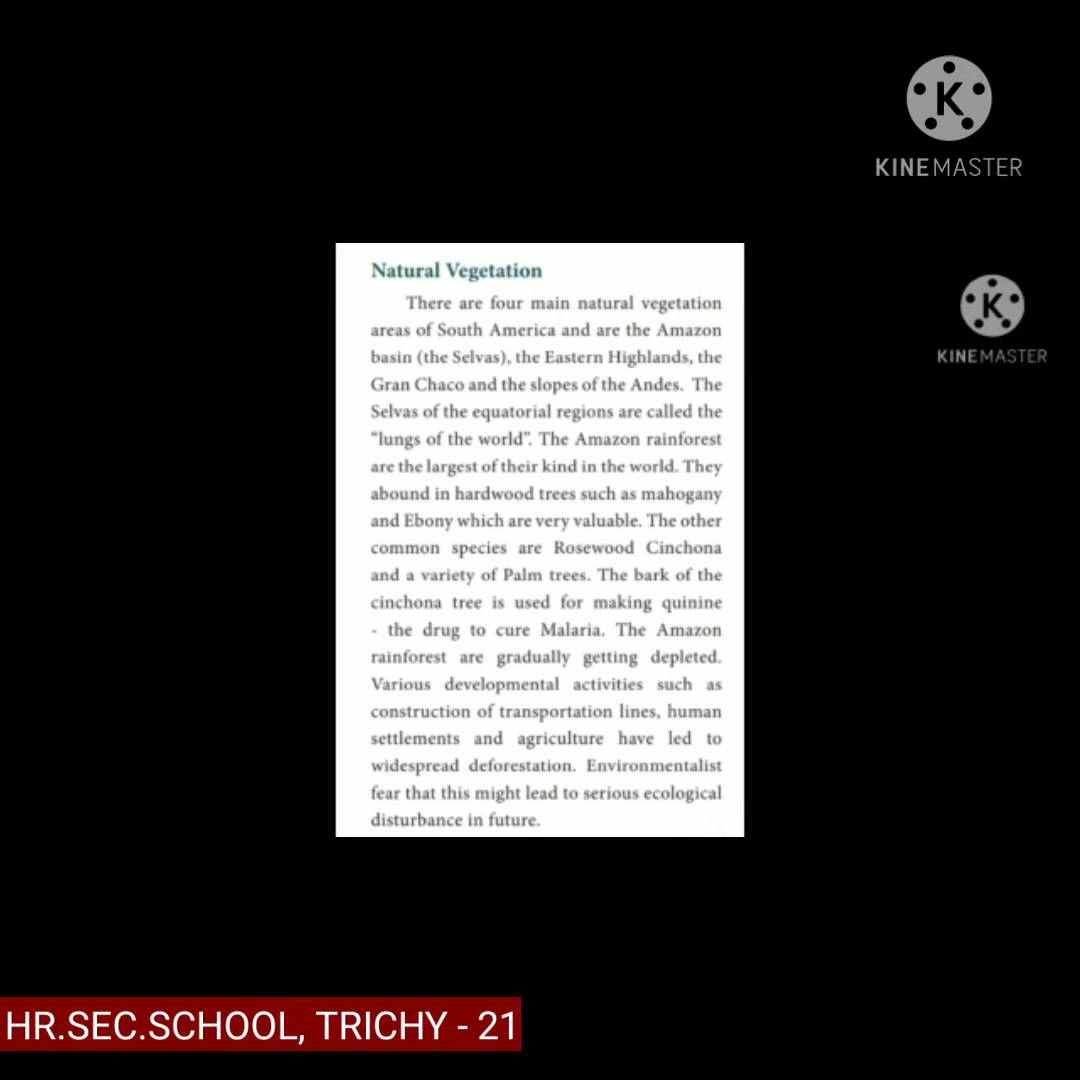 K
KINEMASTER
K
KINEMASTER
Natural Vegetation
There are four main natural vegetation
areas of South America and are the Amazon
basin (the Selvas), the Eastern Highlands, the
Gran Chaco and the slopes of the Andes. The
Selvas of the equatorial regions are called the
“lungs of the world”. The Amazon rainforest
are the largest of their kind in the world. They
abound in hardwood trees such as mahogany
and Ebony which are very valuable. The other
common species are Rosewood Cinchona
and a variety of Palm trees. The bark of the
cinchona tree is used for making quinine
- the drug to cure Malaria. The Amazon
rainforest are gradually getting depleted.
Various developmental activities such as
construction of transportation lines, human
settlements and agriculture have led to
widespread deforestation. Environmentalist
fear that this might lead to serious ecological
disturbance in future.
HR.SEC.SCHOOL, TRICHY - 21